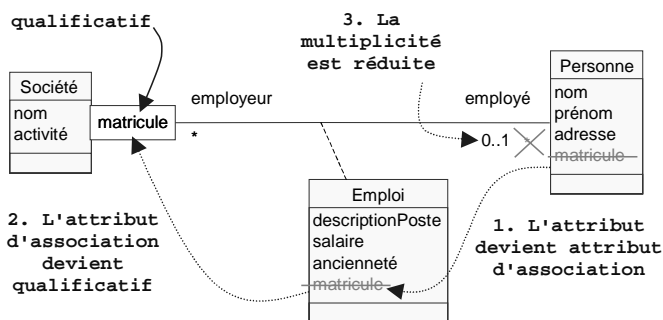 qualificatif
3. La
multiplicité
est réduite
Société
nom
activité
matricule
employeur
*
employé
0..1
*
Personne
nom
prénom
adresse
matricule
Emploi
descriptionPoste
salaire
ancienneté
matricule
2. L'attribut
d'association
devient
qualificatif
1. L'attribut
devient attribut
d'association